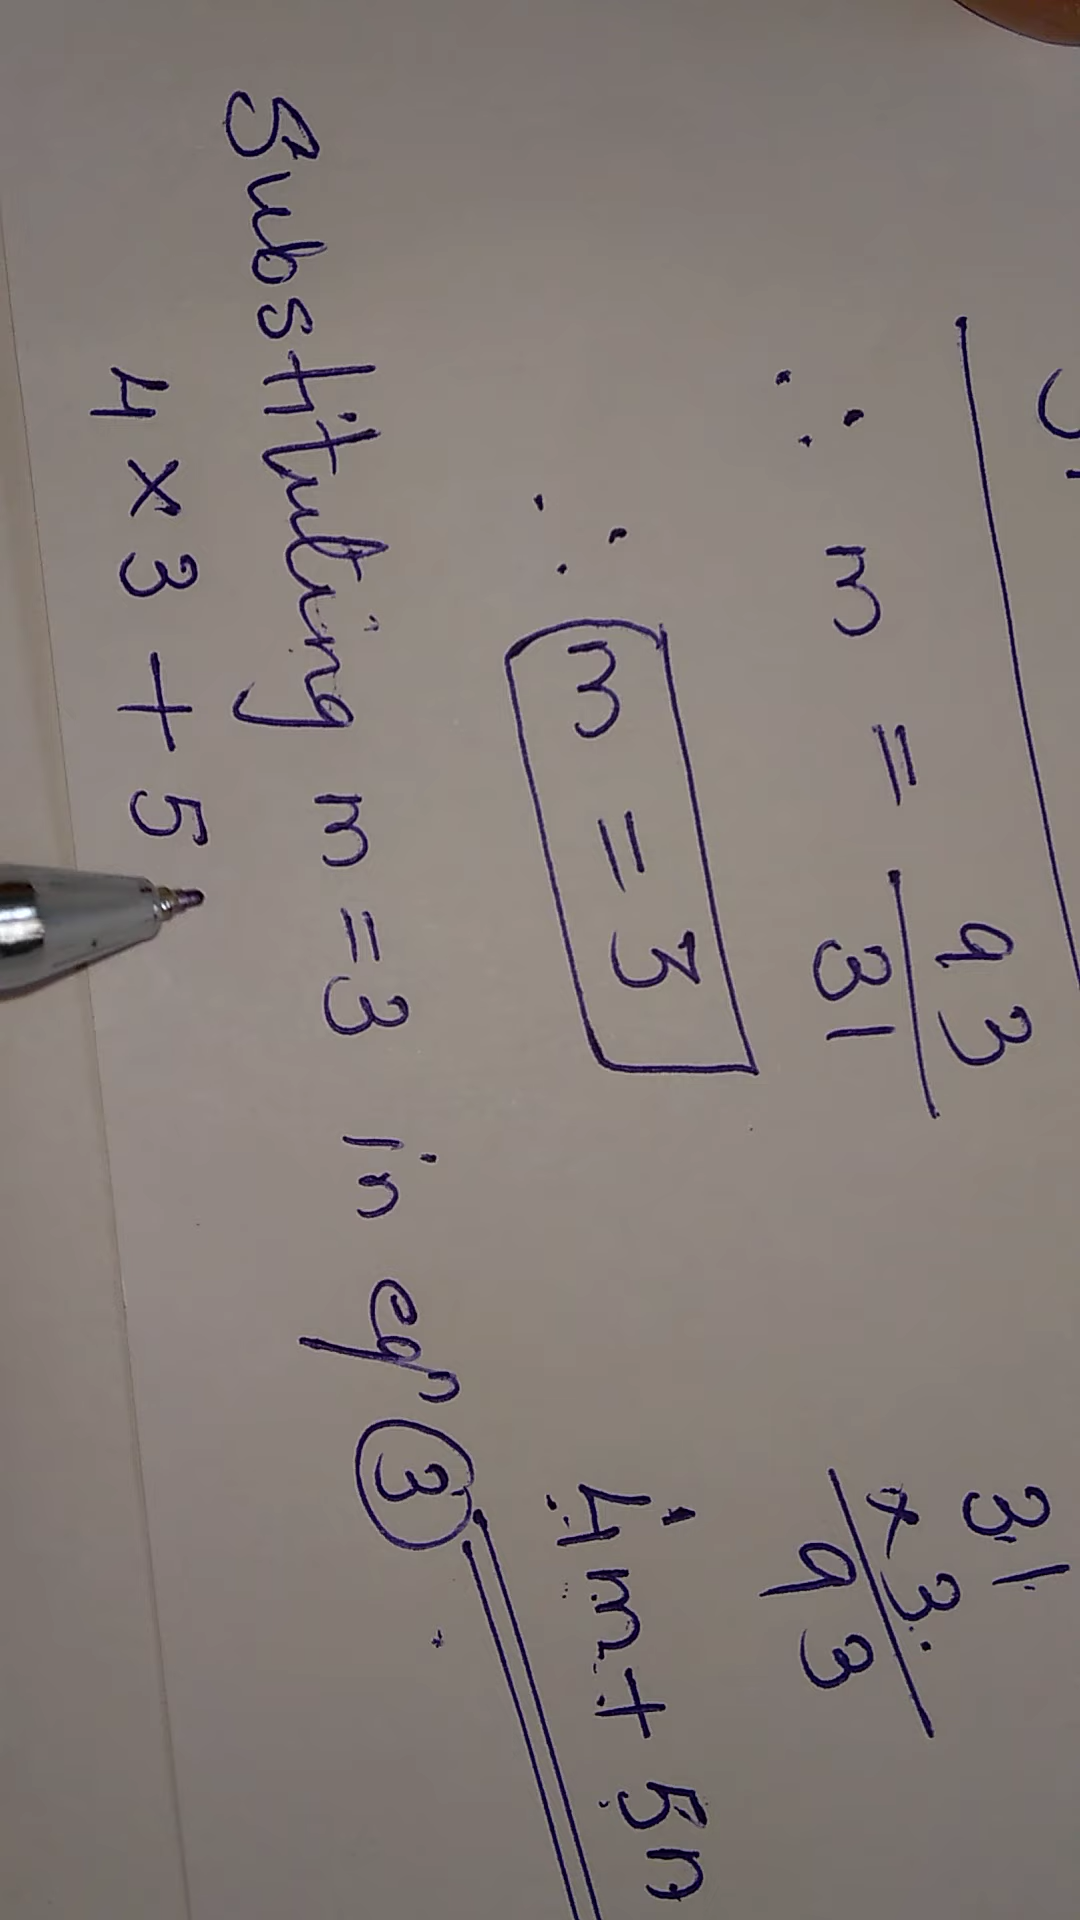 ∴ m = 93/31
31
×3
93
∴ m = 3
4m + 5n
Substituting m = 3 in eqn ③
4 × 3 + 5